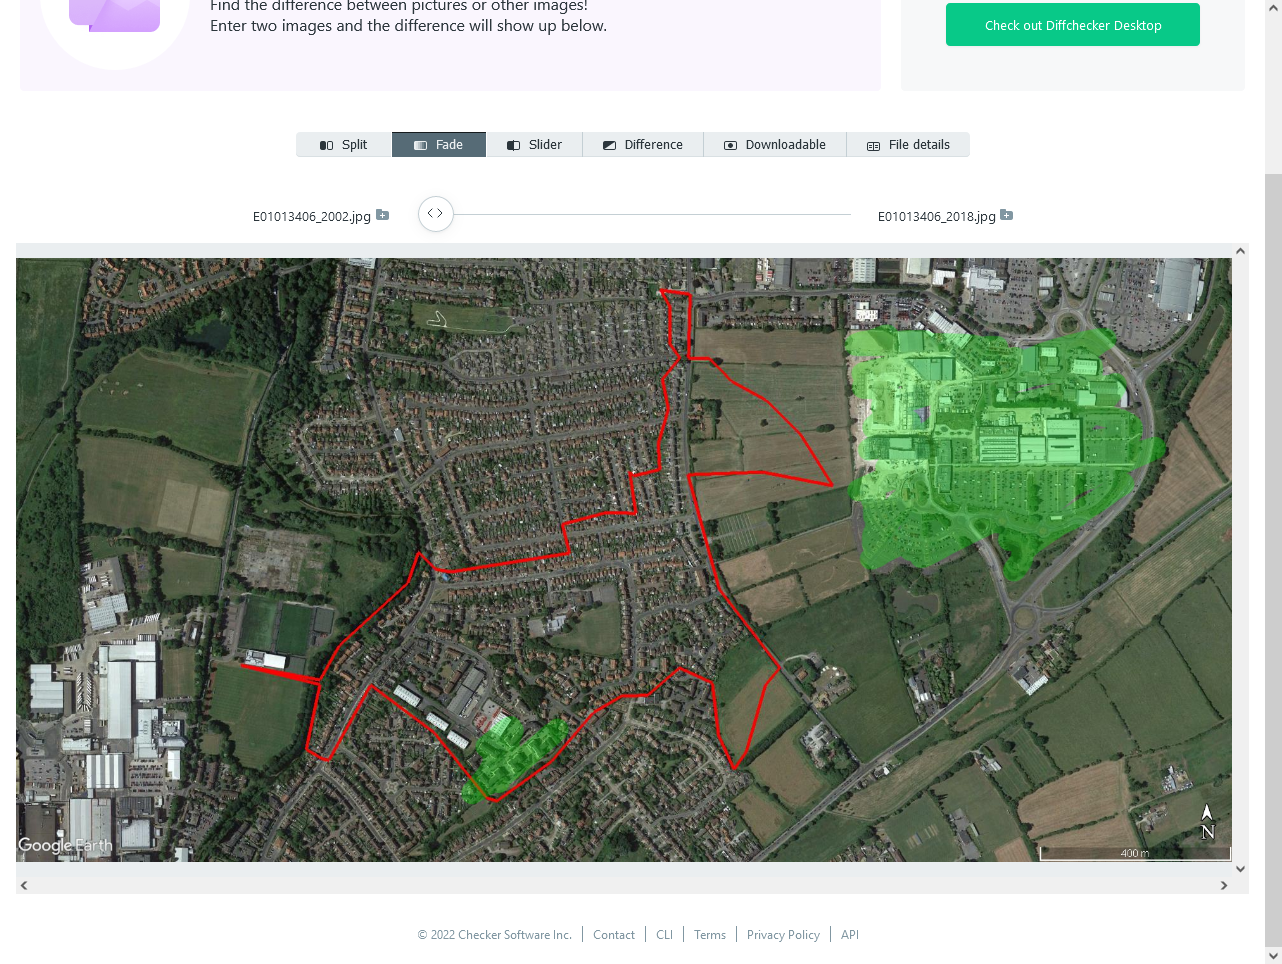 Find the difference between pictures or other images!
Enter two images and the difference will show up below.
Check out Diffchecker Desktop
Split
Fade
Slider
Difference
Downloadable
File details
E01013406_2002.jpg
E01013406_2018.jpg
N
Google Earth
400 m
© 2022 Checker Software Inc.
Contact
CLI
Terms
Privacy Policy
API